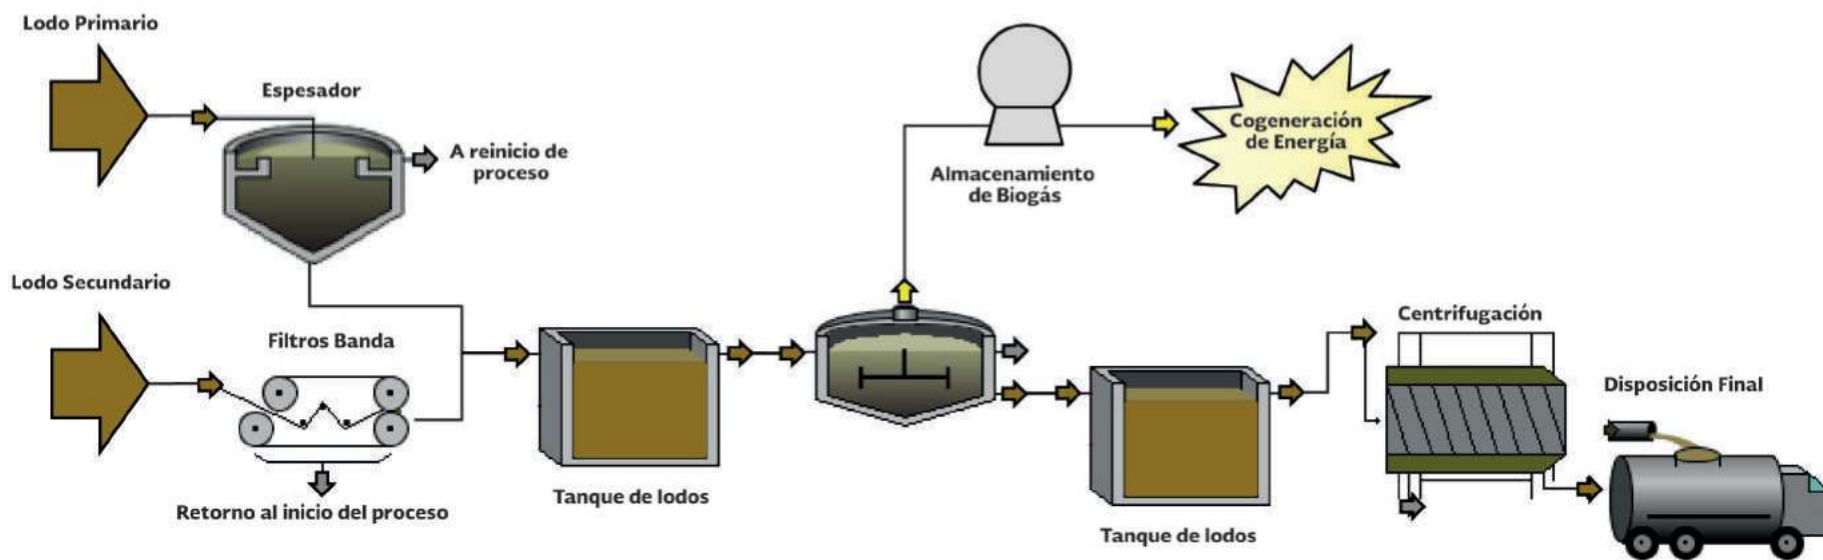 Lodo Primario
Espesador
A reinicio de
proceso
Almacenamiento
de Biogás
Cogeneración
de Energía
Lodo Secundario
Filtros Banda
Retorno al inicio del proceso
Tanque de lodos
Tanque de lodos
Centrifugación
Disposición Final